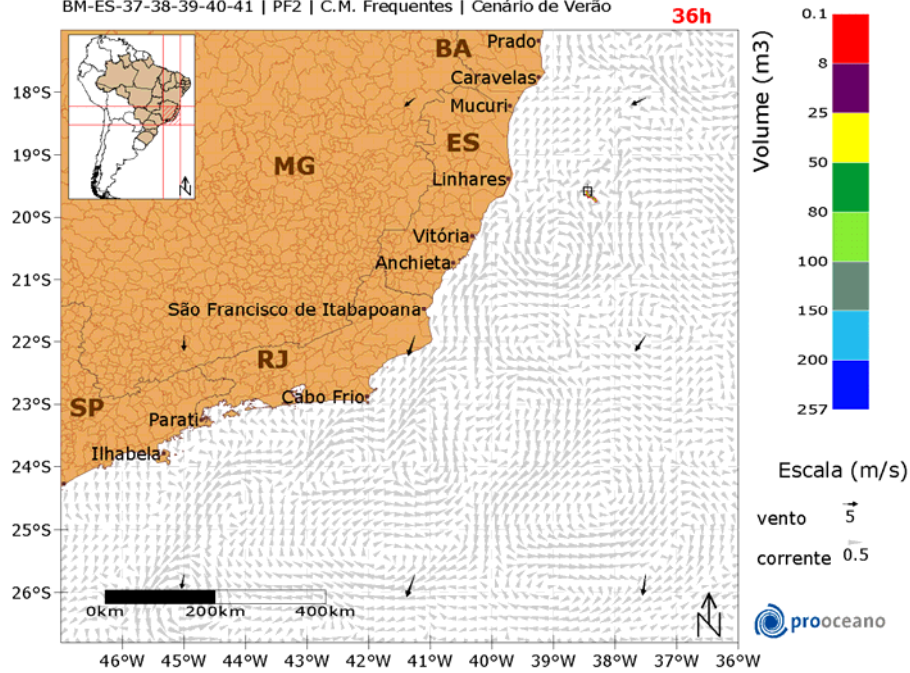 BM-ES-37-38-39-40-41 | PF2 | C.M. Frequentes | Cenário de Verão
36h
0.1
8
25
50
80
100
150
200
257
Volume (m3)
BA
Prado
Caravelas
Mucuri
ES
MG
Linhares
Vitória
Anchieta
São Francisco de Itabapoana
RJ
Cabo Frio
SP
Parati
Ilhabela
18°S
19°S
20°S
21°S
22°S
23°S
24°S
25°S
26°S
N
0km
200km
400km
N
46°W
45°W
44°W
43°W
42°W
41°W
40°W
39°W
38°W
37°W
36°W
Escala (m/s)
vento
5
corrente
0.5
prooceano